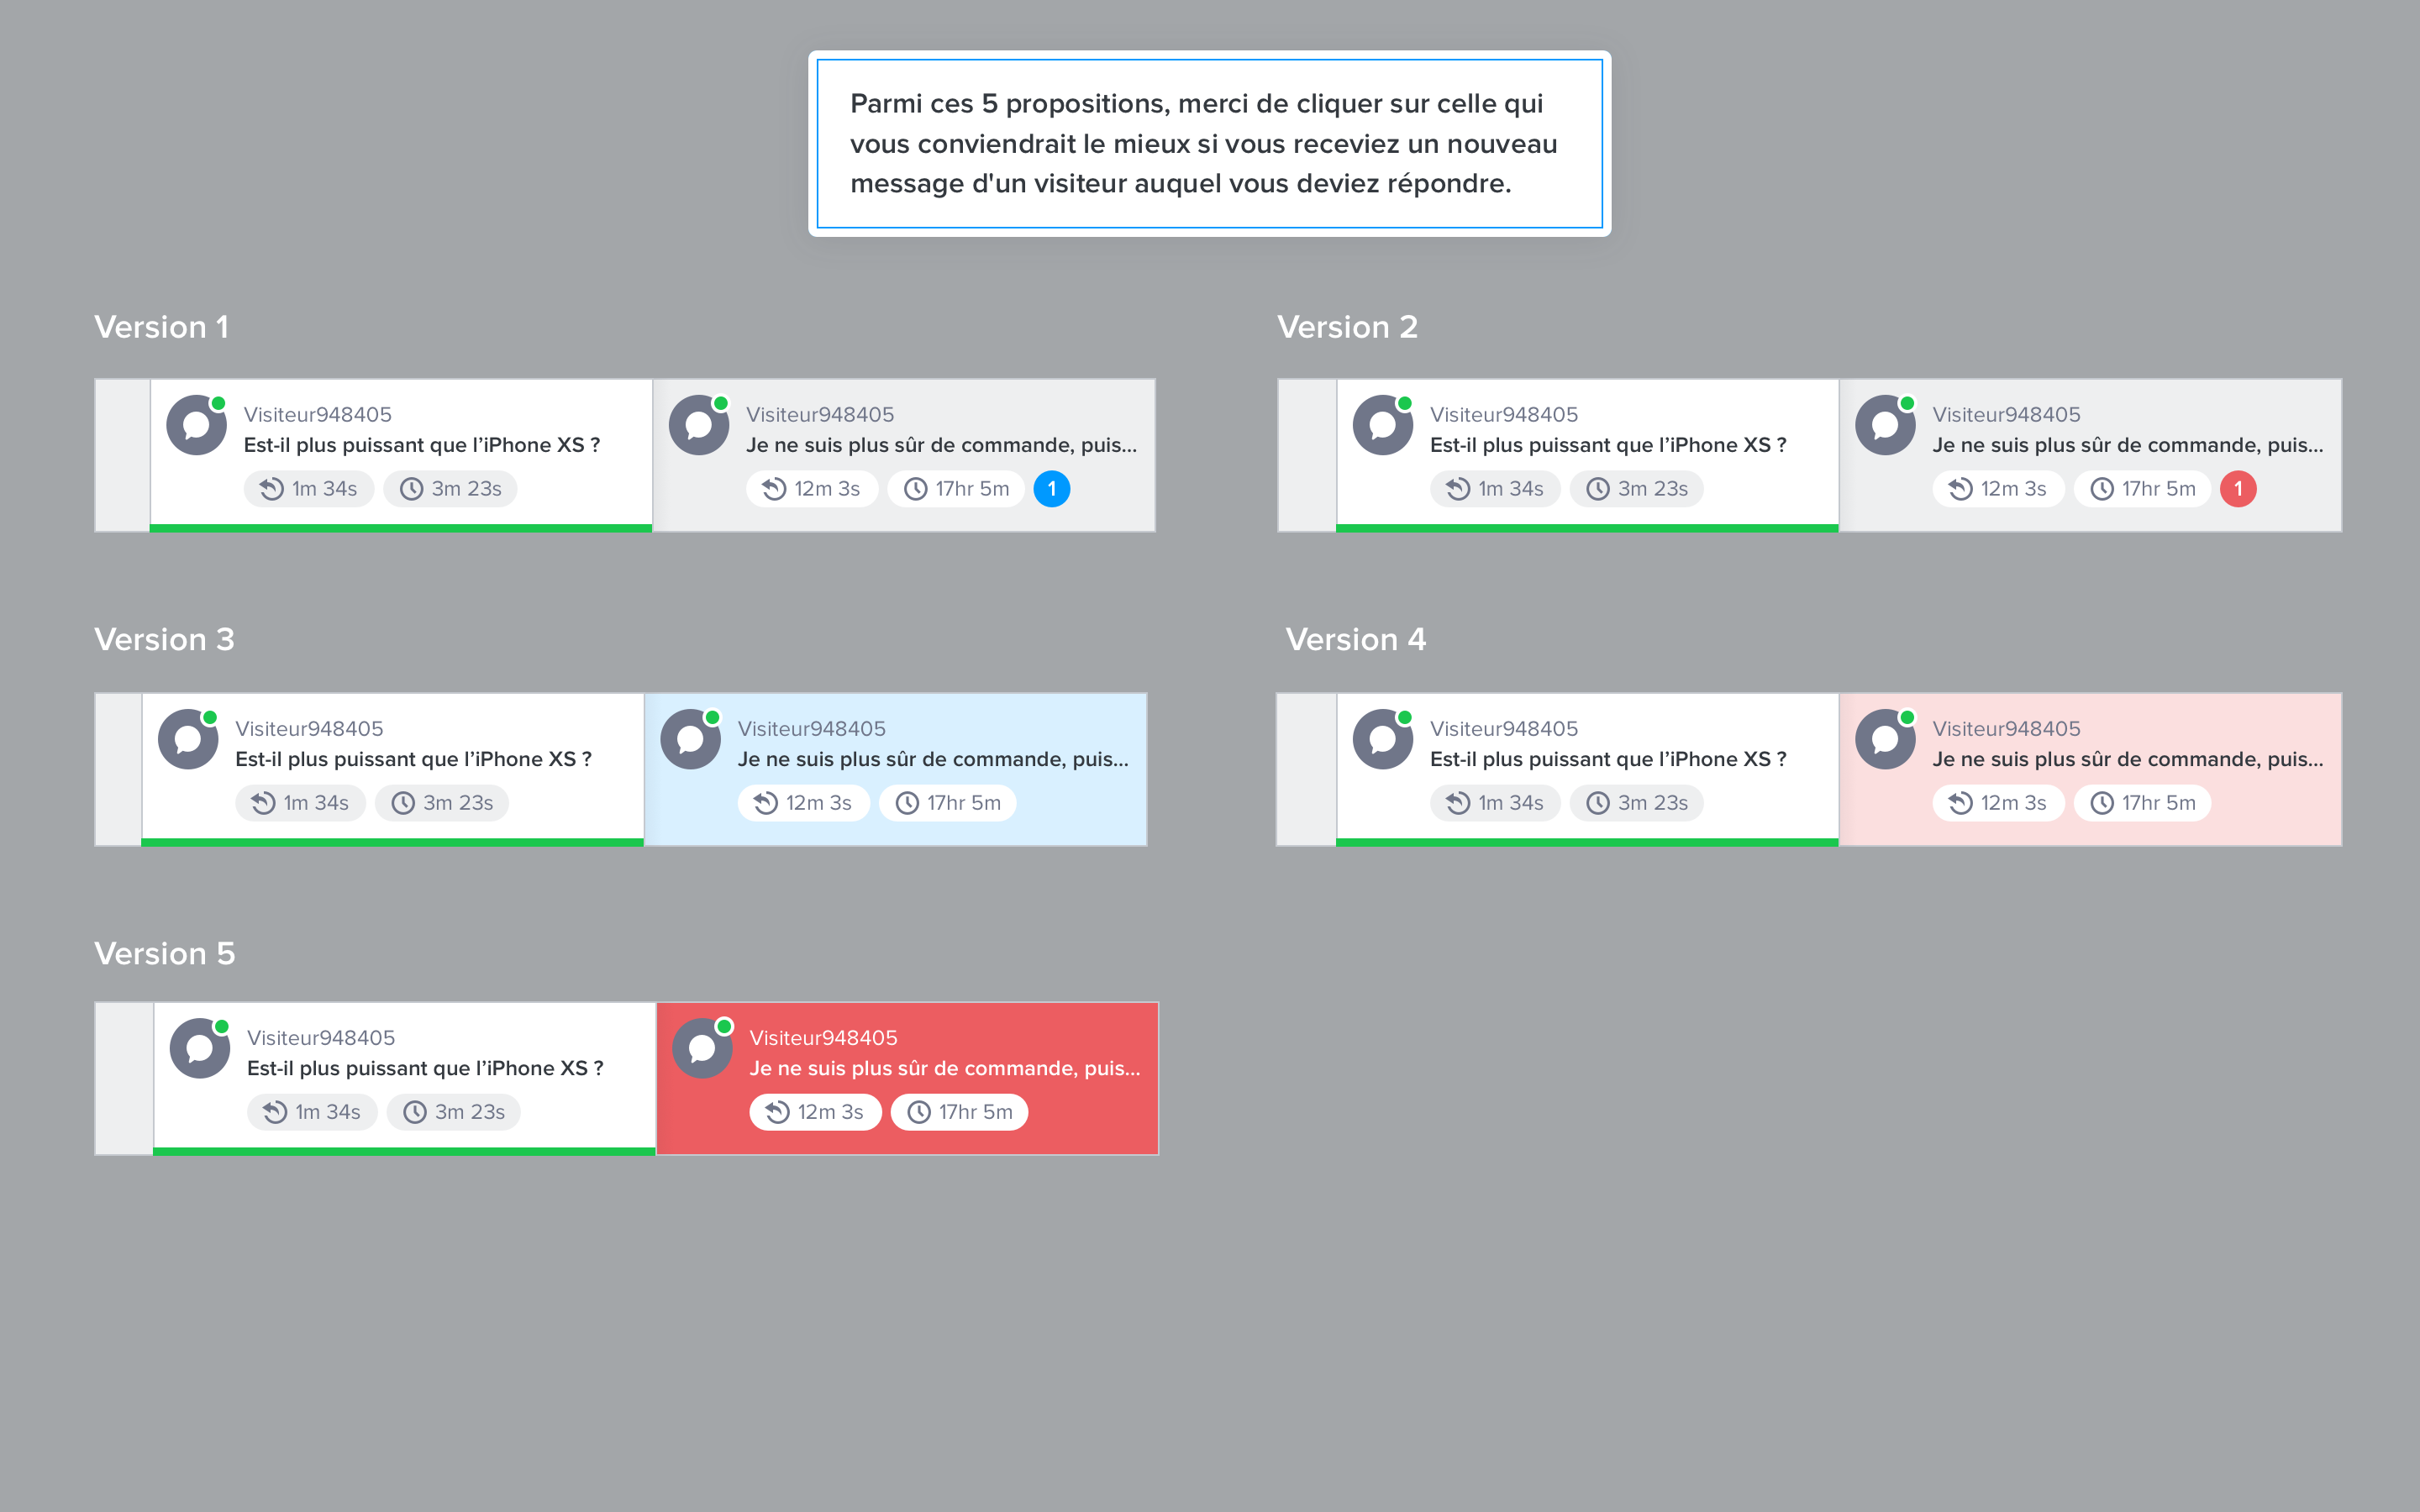 Parmi ces 5 propositions, merci de cliquer sur celle qui
vous conviendrait le mieux si vous receviez un nouveau
message d'un visiteur auquel vous deviez répondre.
Version 1
Visiteur948405
Est-il plus puissant que l’iPhone XS ?
1m 34s
3m 23s
Visiteur948405
Je ne suis plus sûr de commande, puis...
12m 3s
17hr 5m
1
Version 2
Visiteur948405
Est-il plus puissant que l’iPhone XS ?
1m 34s
3m 23s
Visiteur948405
Je ne suis plus sûr de commande, puis...
12m 3s
17hr 5m
1
Version 3
Visiteur948405
Est-il plus puissant que l’iPhone XS ?
1m 34s
3m 23s
Visiteur948405
Je ne suis plus sûr de commande, puis...
12m 3s
17hr 5m
Version 4
Visiteur948405
Est-il plus puissant que l’iPhone XS ?
1m 34s
3m 23s
Visiteur948405
Je ne suis plus sûr de commande, puis...
12m 3s
17hr 5m
Version 5
Visiteur948405
Est-il plus puissant que l’iPhone XS ?
1m 34s
3m 23s
Visiteur948405
Je ne suis plus sûr de commande, puis...
12m 3s
17hr 5m